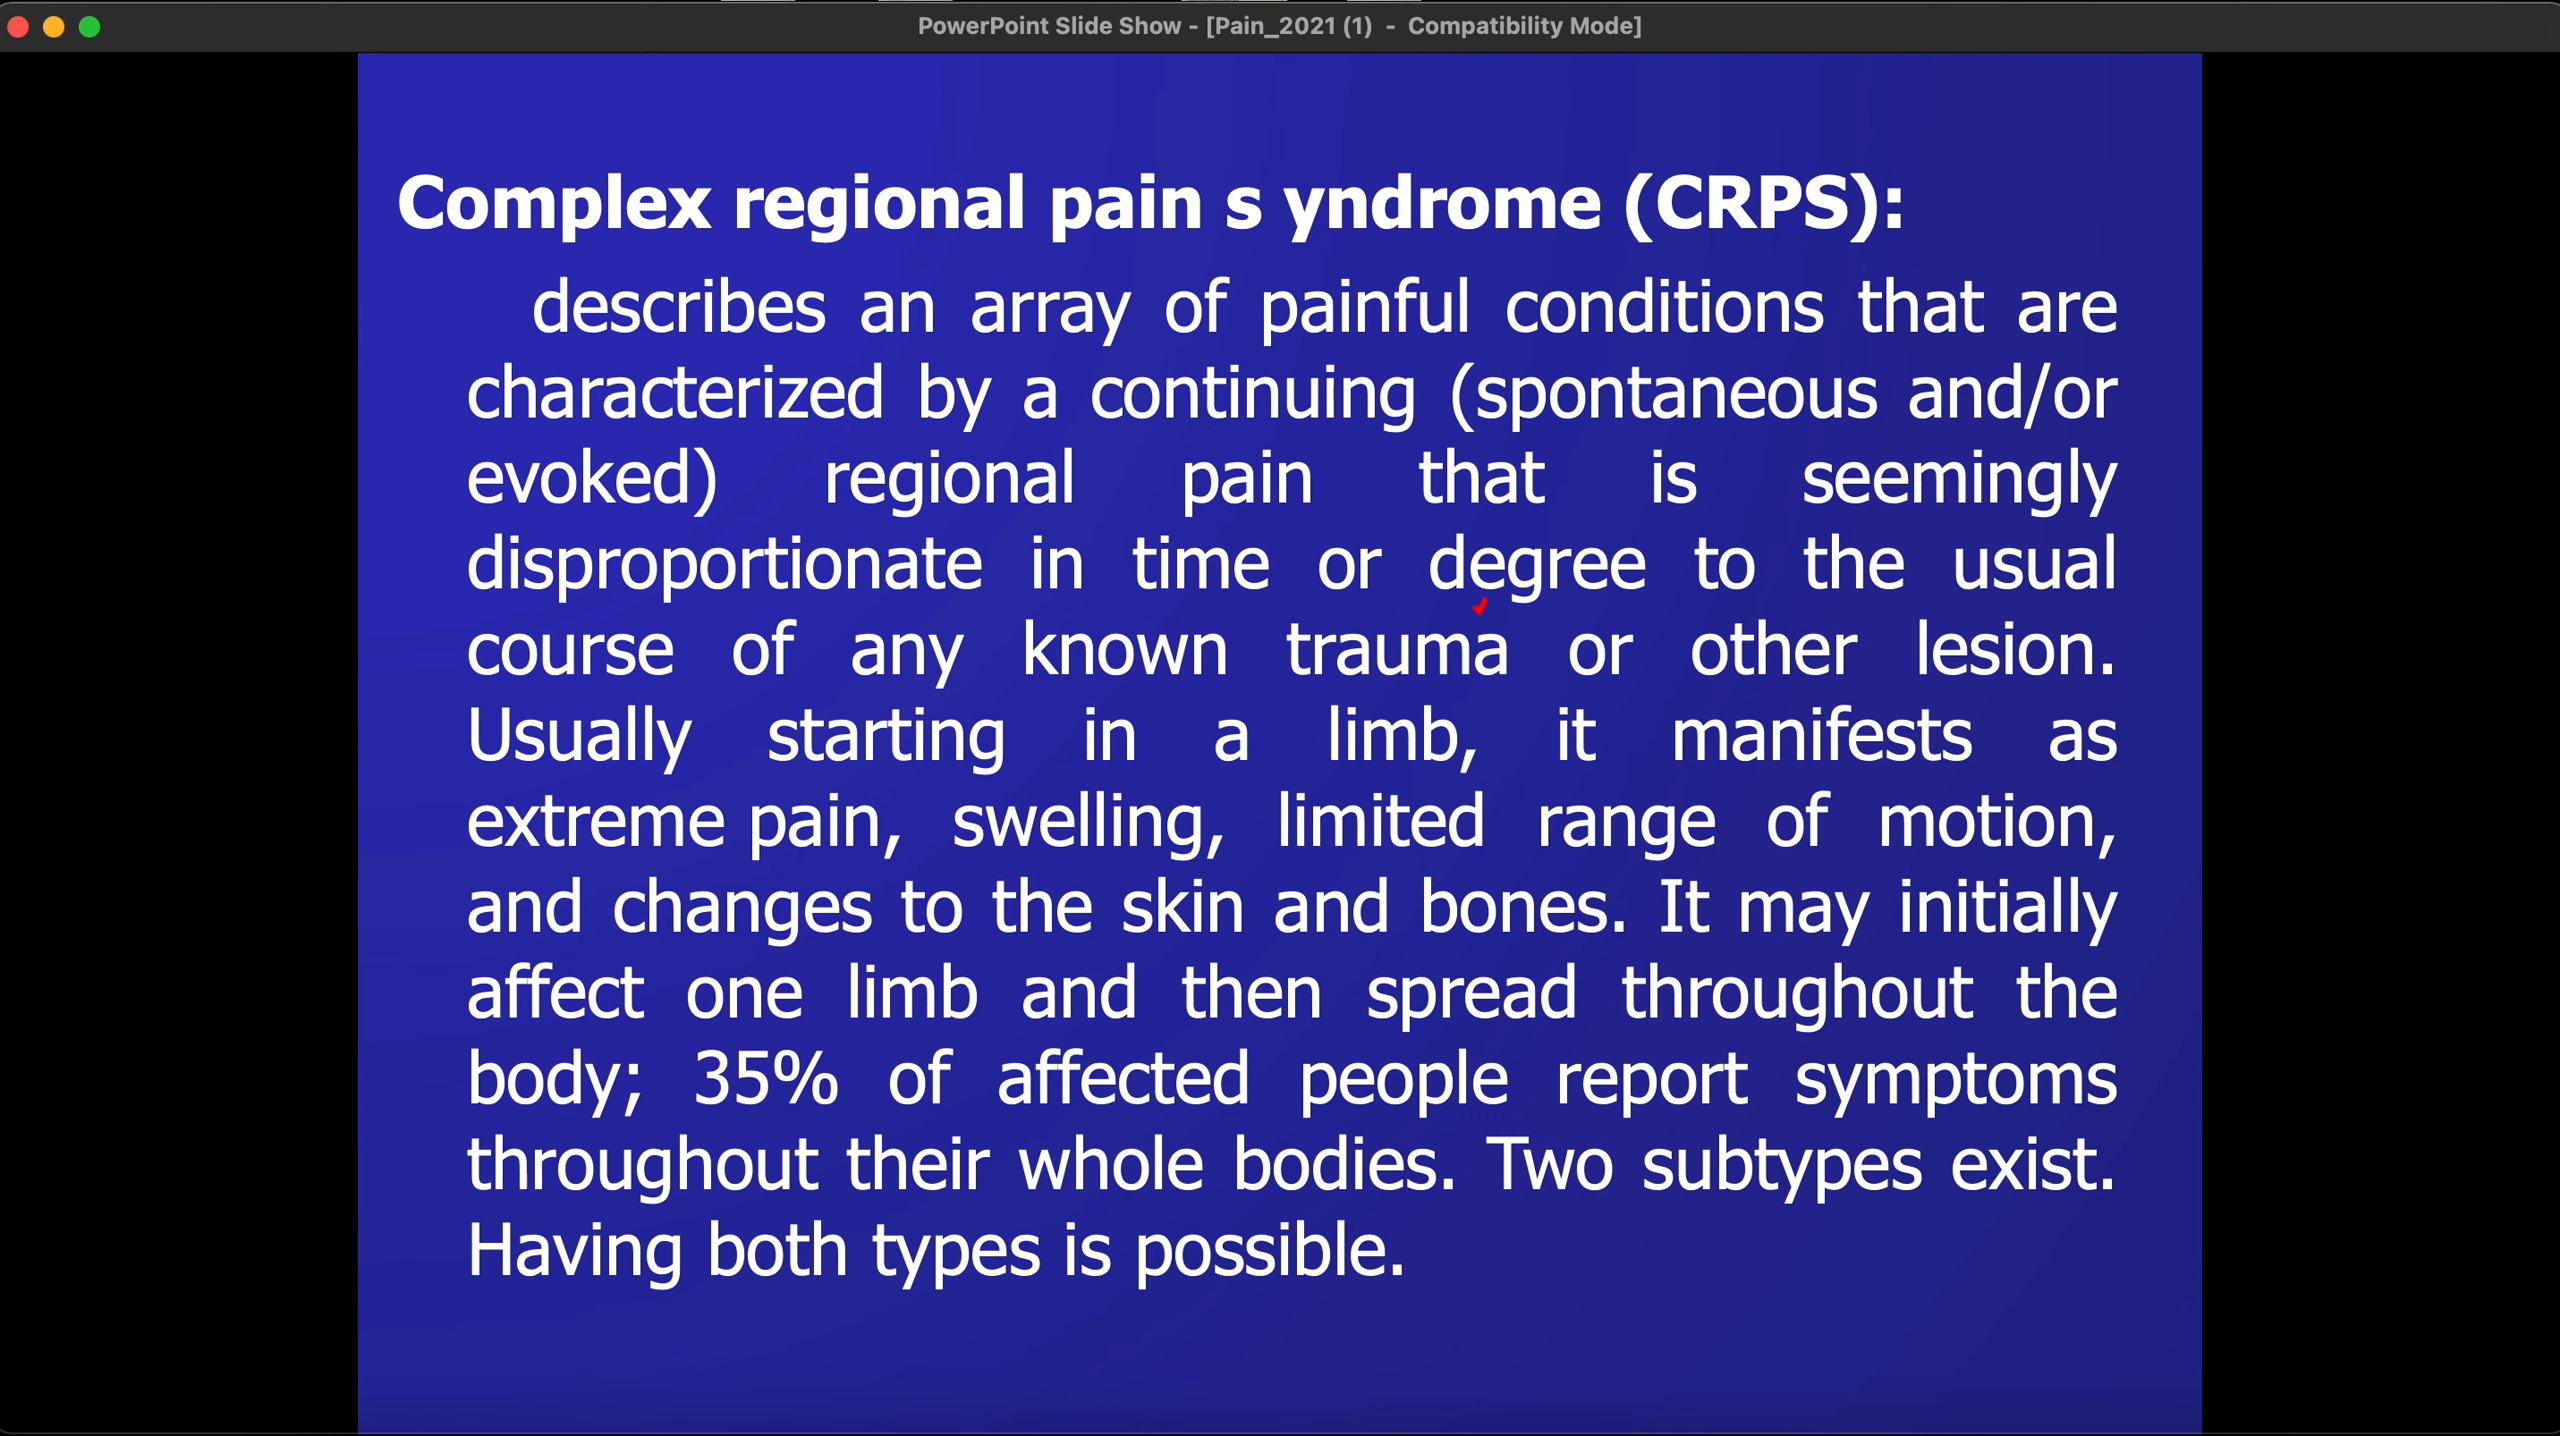 PowerPoint Slide Show - [Pain_2021 (1)  -  Compatibility Mode]
Complex regional pain s yndrome (CRPS):
describes an array of painful conditions that are
characterized by a continuing (spontaneous and/or
evoked) regional pain that is seemingly
disproportionate in time or degree to the usual
course of any known trauma or other lesion.
Usually starting in a limb, it manifests as
extreme pain, swelling, limited range of motion,
and changes to the skin and bones. It may initially
affect one limb and then spread throughout the
body; 35% of affected people report symptoms
throughout their whole bodies. Two subtypes exist.
Having both types is possible.